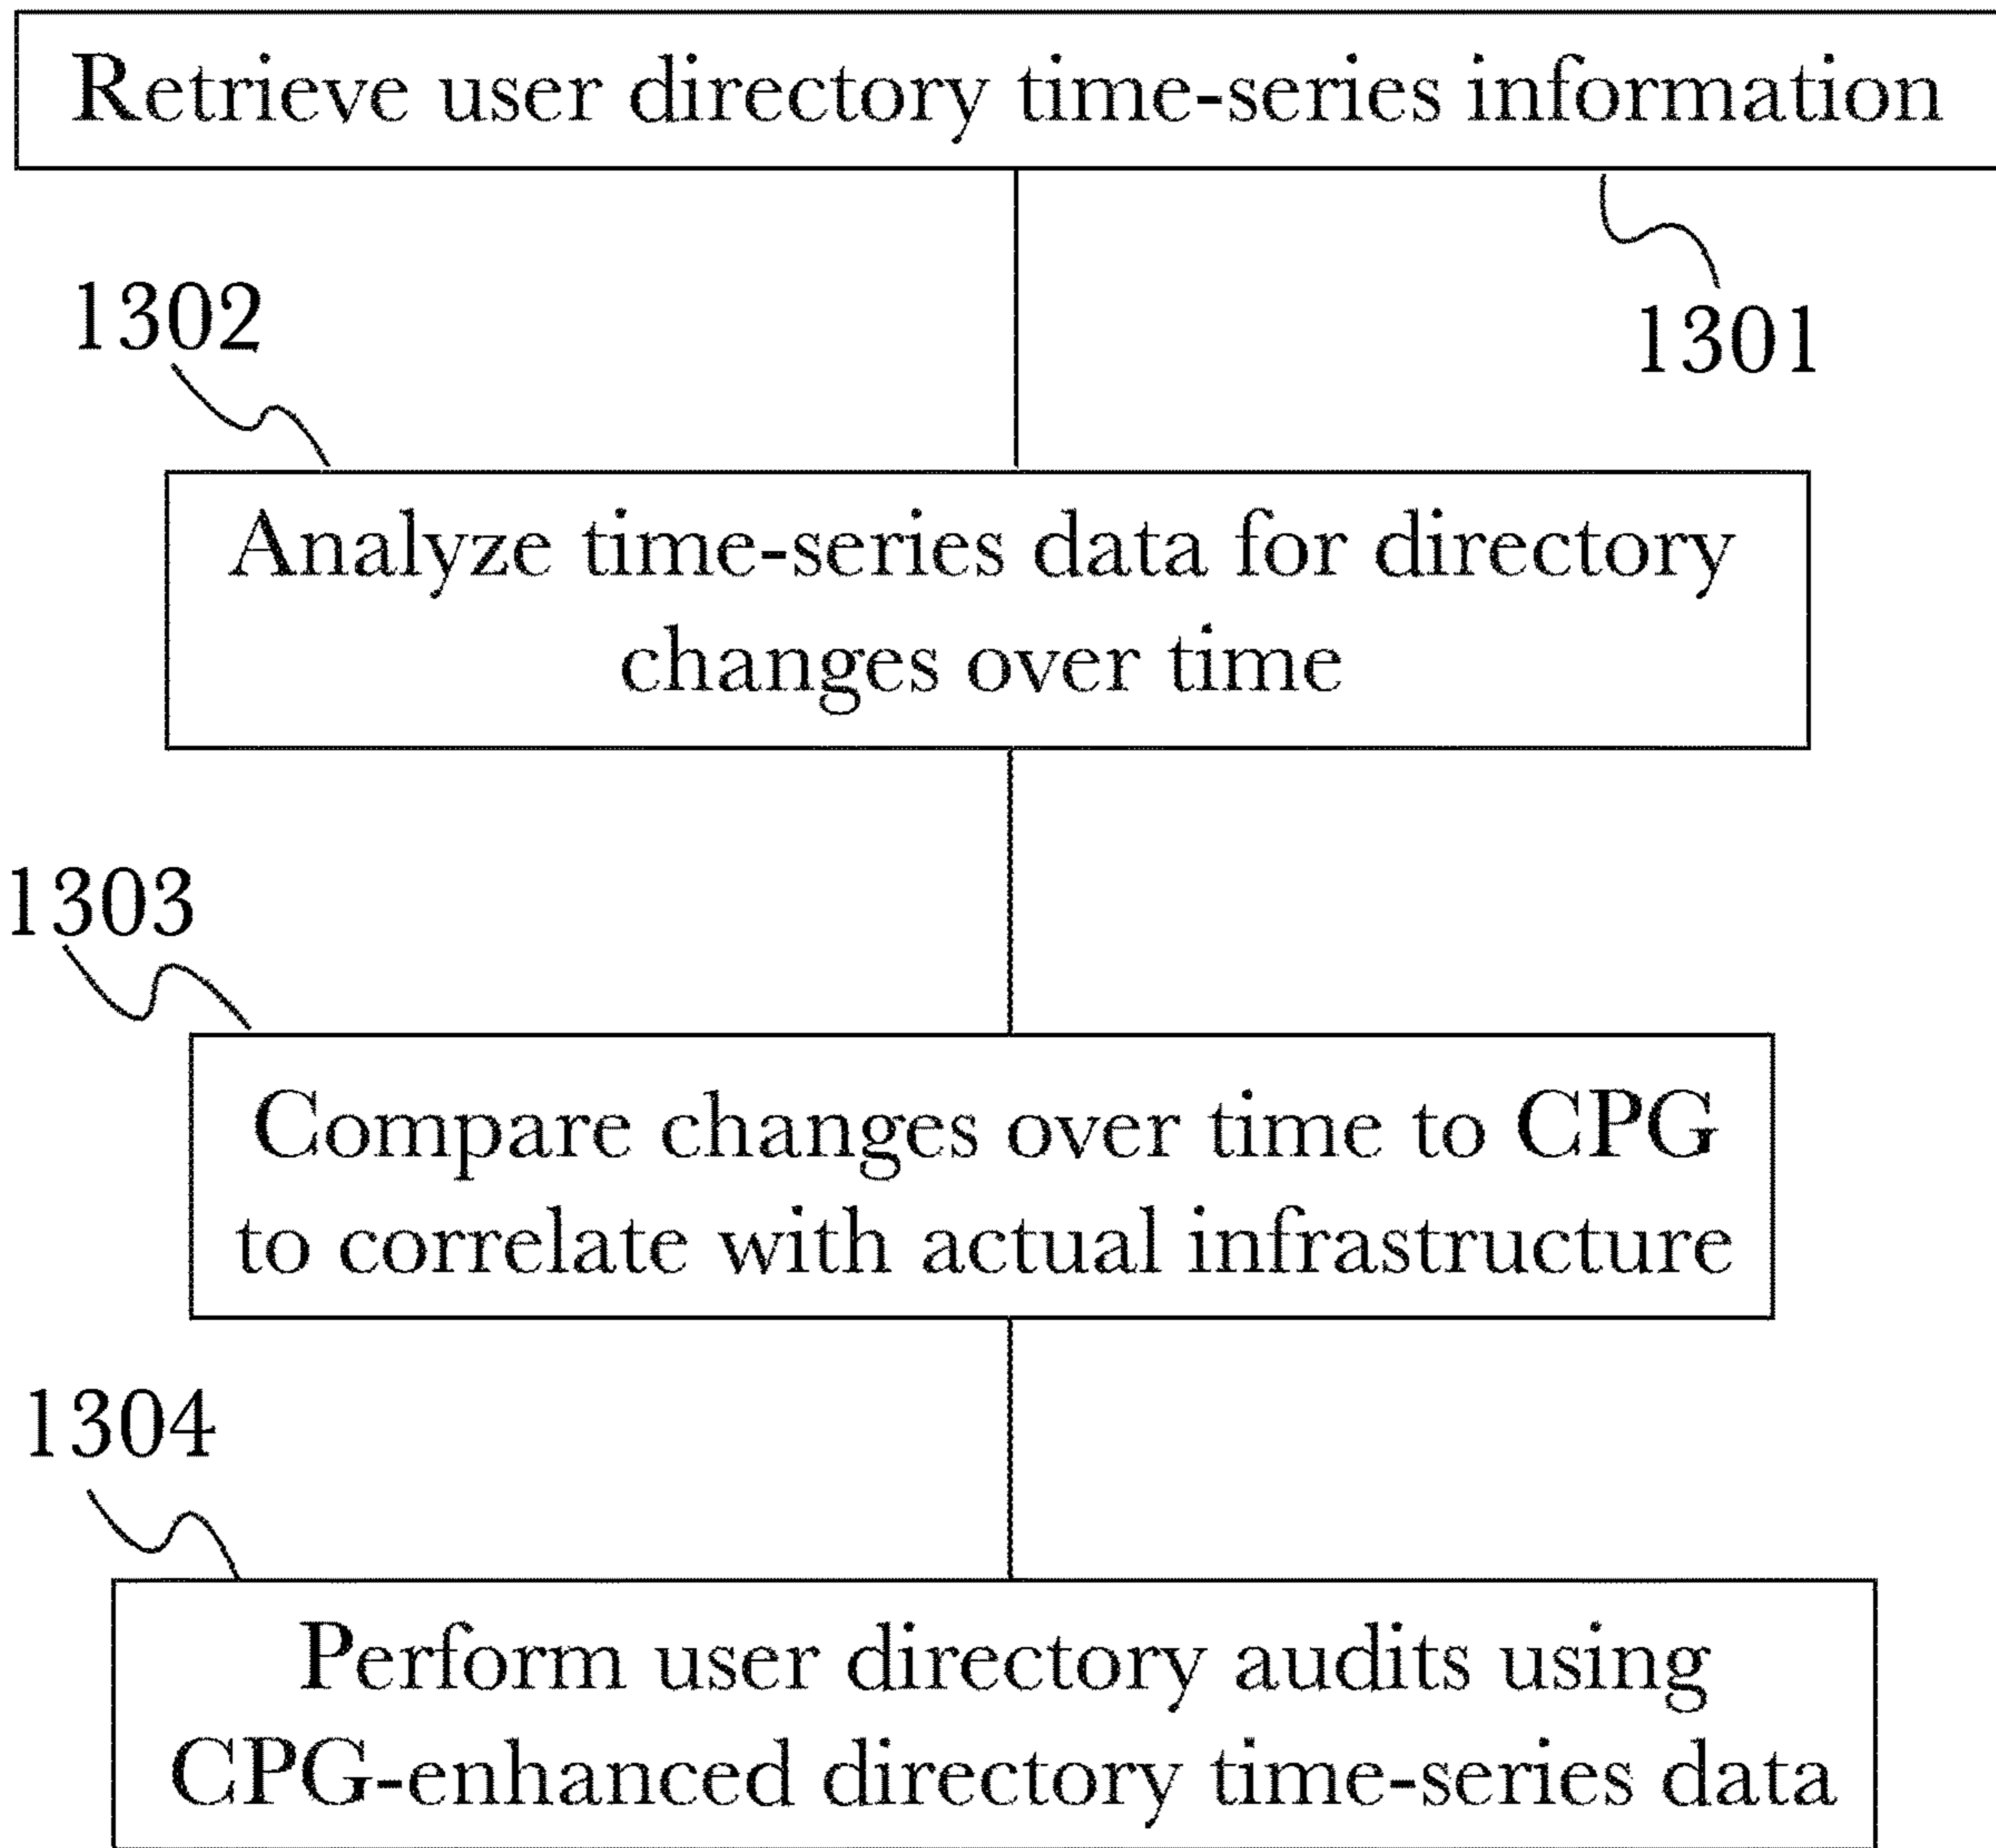 Retrieve user directory time-series information
1301
1302
Analyze time-series data for directory
changes over time
1303
Compare changes over time to CPG
to correlate with actual infrastructure
1304
Perform user directory audits using
CPG-enhanced directory time-series data